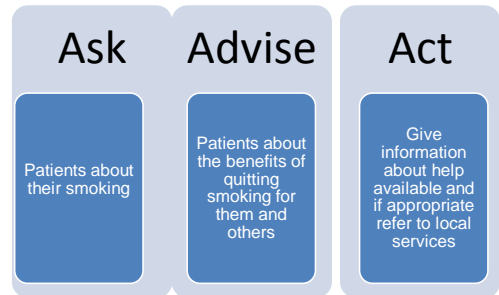 Ask
Patients about
their smoking
Advise
Patients about
the benefits of
quitting
smoking for
them and
others
Act
Give
information
about help
available and
if appropriate
refer to local
services